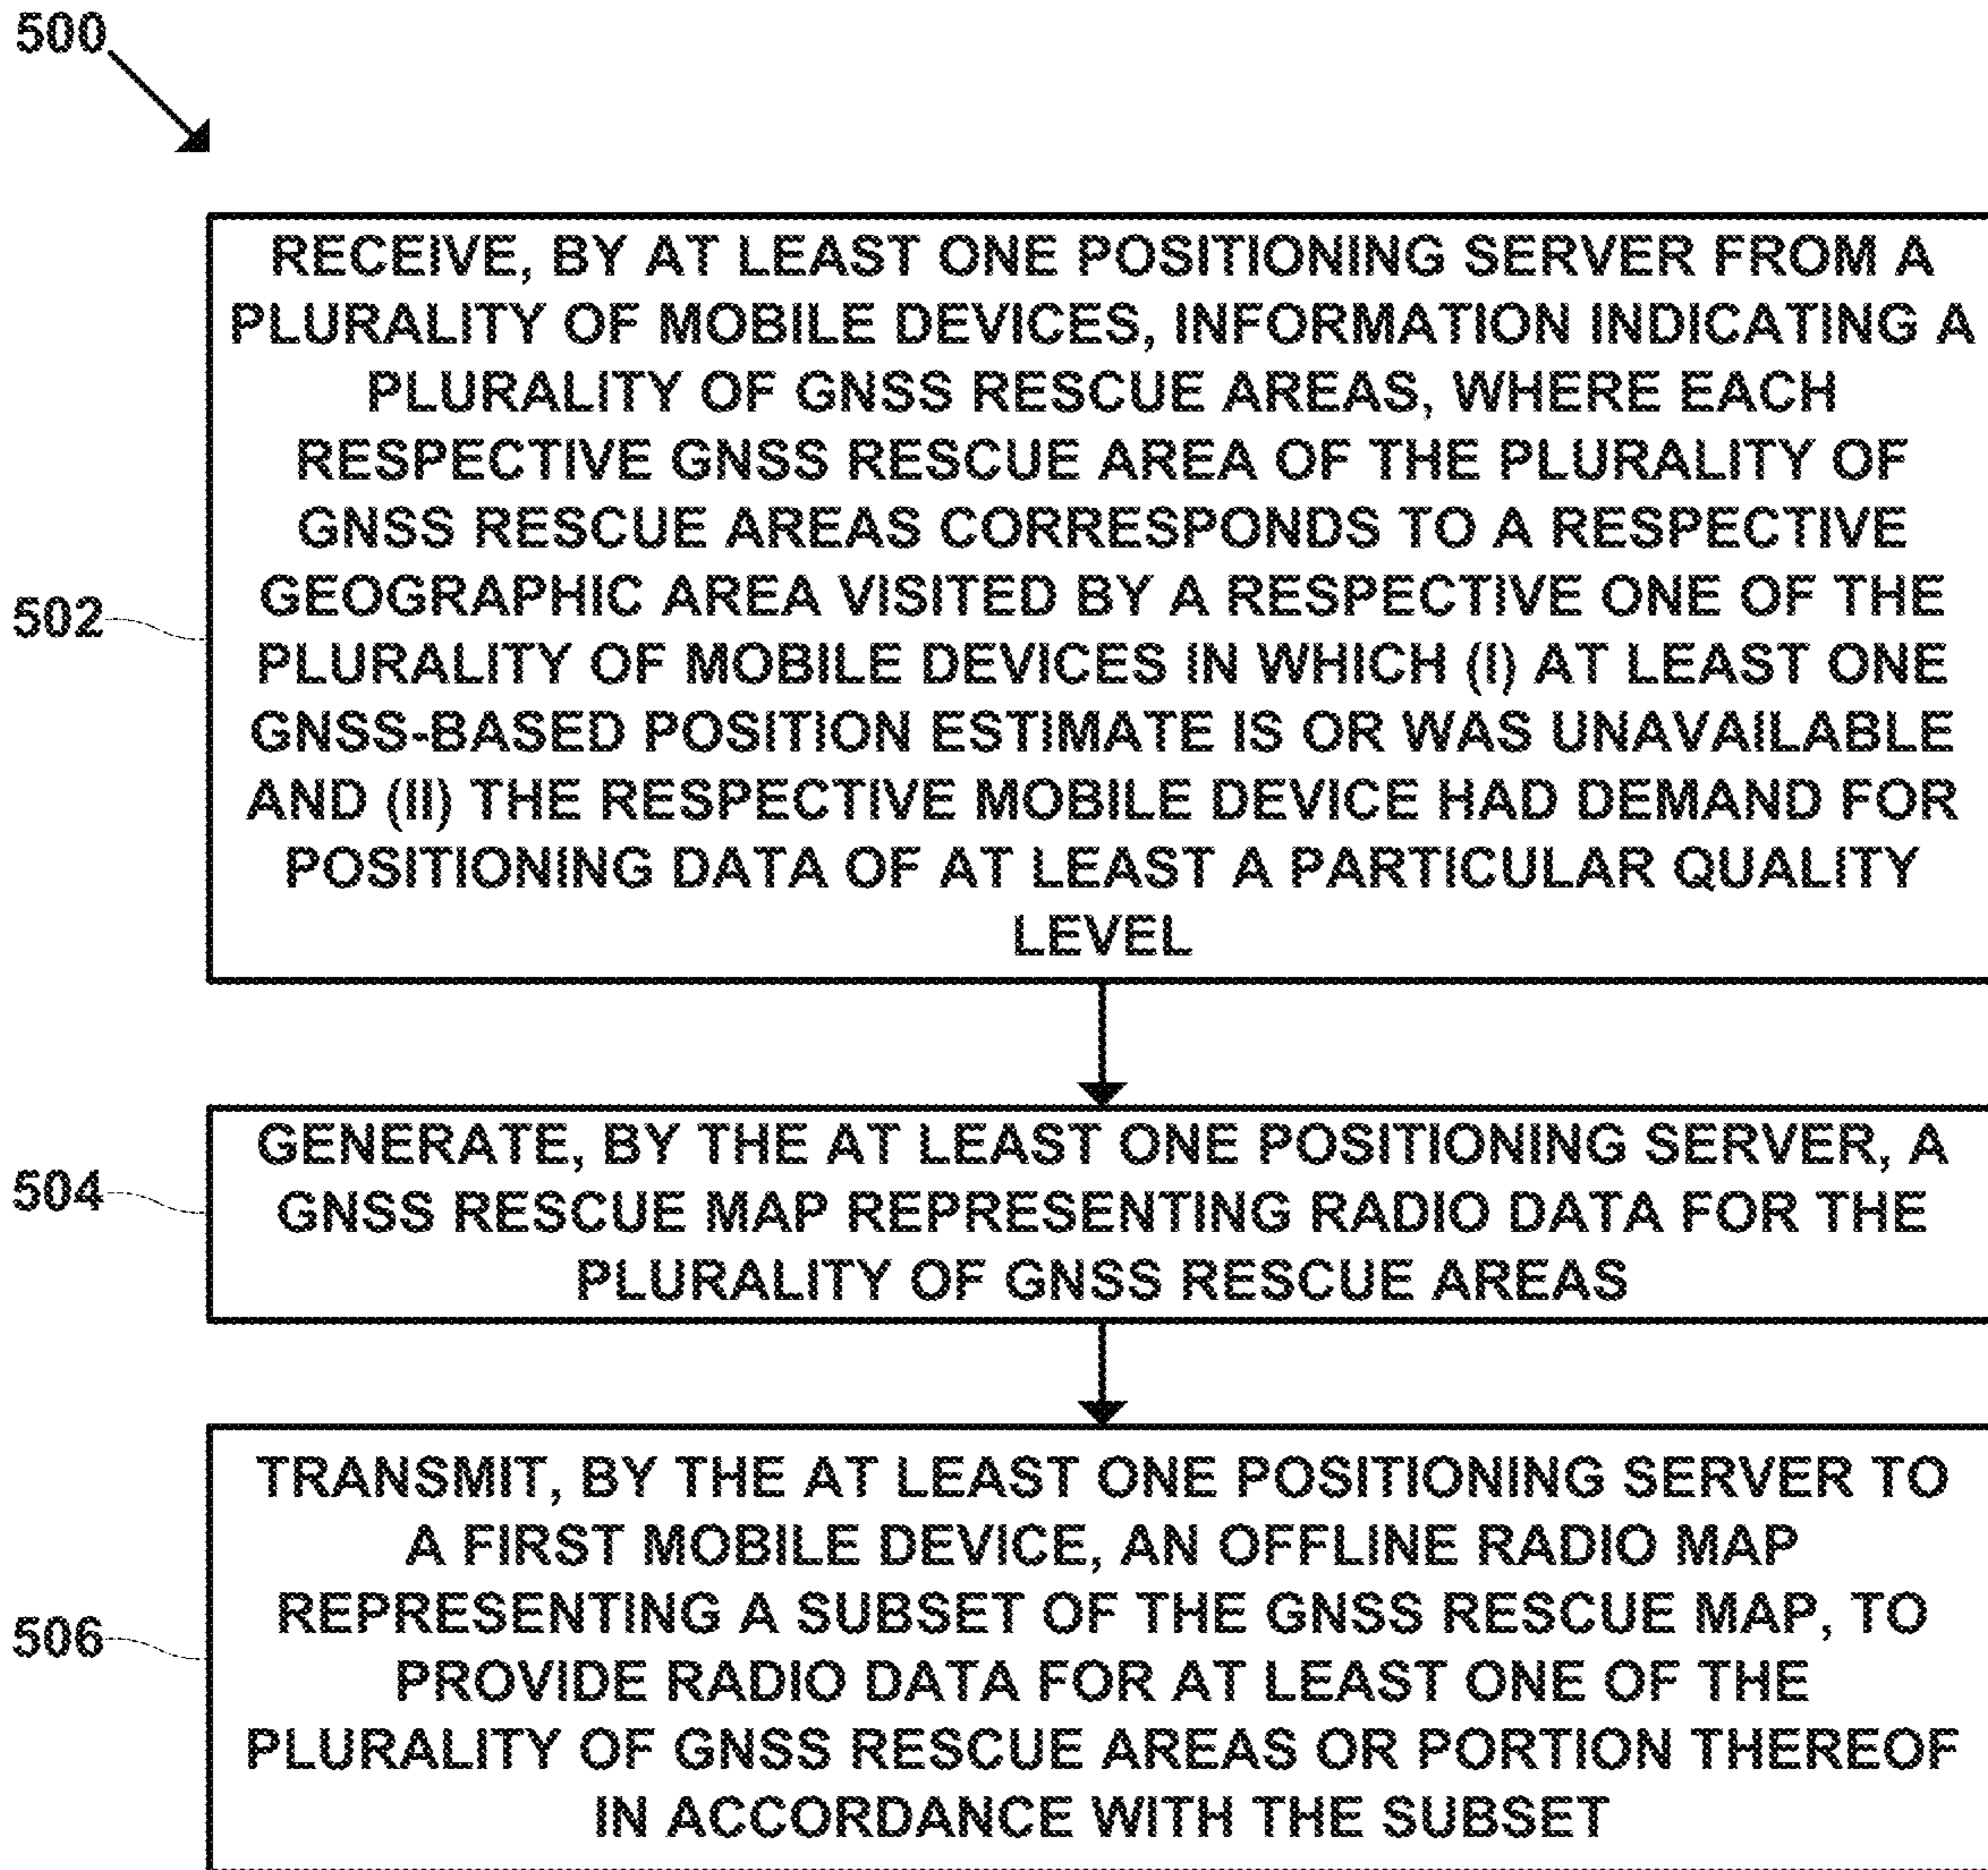 500
RECEIVE, BY AT LEAST ONE POSITIONING SERVER FROM A
PLURALITY OF MOBILE DEVICES, INFORMATION INDICATING A
PLURALITY OF GNSS RESCUE AREAS, WHERE EACH
RESPECTIVE GNSS RESCUE AREA OF THE PLURALITY OF
GNSS RESCUE AREAS CORRESPONDS TO A RESPECTIVE
GEOGRAPHIC AREA VISITED BY A RESPECTIVE ONE OF THE
PLURALITY OF MOBILE DEVICES IN WHICH (I) AT LEAST ONE
GNSS-BASED POSITION ESTIMATE IS OR WAS UNAVAILABLE
AND (II) THE RESPECTIVE MOBILE DEVICE HAD DEMAND FOR
POSITIONING DATA OF AT LEAST A PARTICULAR QUALITY
LEVEL
502
GENERATE, BY THE AT LEAST ONE POSITIONING SERVER, A
GNSS RESCUE MAP REPRESENTING RADIO DATA FOR THE
PLURALITY OF GNSS RESCUE AREAS
504
TRANSMIT, BY THE AT LEAST ONE POSITIONING SERVER TO
A FIRST MOBILE DEVICE, AN OFFLINE RADIO MAP
REPRESENTING A SUBSET OF THE GNSS RESCUE MAP, TO
PROVIDE RADIO DATA FOR AT LEAST ONE OF THE
PLURALITY OF GNSS RESCUE AREAS OR PORTION THEREOF
IN ACCORDANCE WITH THE SUBSET
506